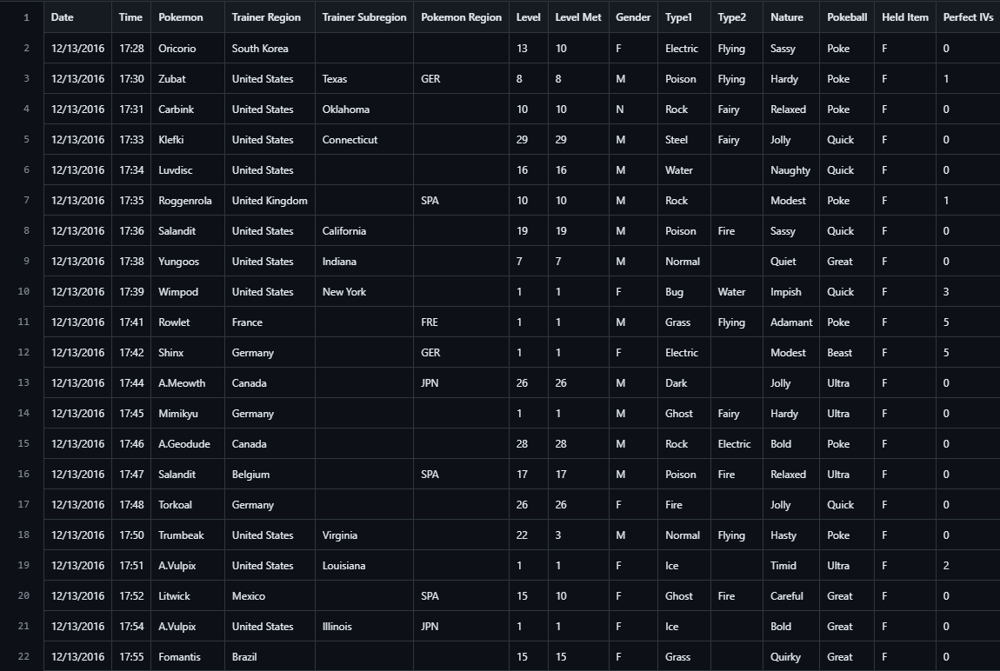 1 Date Time Pokemon Trainer Region Trainer Subregion Pokemon Region Level Level Met Gender Type1 Type2 Nature Pokeball Held Item Perfect IVs
2 12/13/2016 17:28 Oricorio South Korea 13 10 F Electric Flying Sassy Poke F 0
3 12/13/2016 17:30 Zubat United States Texas GER 8 8 M Poison Flying Hardy Poke F 1
4 12/13/2016 17:31 Carbink United States Oklahoma 10 10 N Rock Fairy Relaxed Poke F 0
5 12/13/2016 17:33 Klefki United States Connecticut 29 29 M Steel Fairy Jolly Quick F 0
6 12/13/2016 17:34 Luvdisc United States 16 16 M Water Naughty Quick F 0
7 12/13/2016 17:35 Roggenrola United Kingdom SPA 10 10 M Rock Modest Poke F 1
8 12/13/2016 17:36 Salandit United States California 19 19 M Poison Fire Sassy Quick F 0
9 12/13/2016 17:38 Yungoos United States Indiana 7 7 M Normal Quiet Great F 0
10 12/13/2016 17:39 Wimpod United States New York 1 1 F Bug Water Impish Quick F 3
11 12/13/2016 17:41 Rowlet France FRE 1 1 M Grass Flying Adamant Poke F 5
12 12/13/2016 17:42 Shinx Germany GER 1 1 F Electric Modest Beast F 5
13 12/13/2016 17:44 A.Meowth Canada JPN 26 26 M Dark Jolly Ultra F 0
14 12/13/2016 17:45 Mimikyu Germany 1 1 M Ghost Fairy Hardy Ultra F 0
15 12/13/2016 17:46 A.Geodude Canada 28 28 M Rock Electric Bold Poke F 0
16 12/13/2016 17:47 Salandit Belgium SPA 17 17 M Poison Fire Relaxed Ultra F 0
17 12/13/2016 17:48 Torkoal Germany 26 26 F Fire Jolly Quick F 0
18 12/13/2016 17:50 Trumbeak United States Virginia 22 3 M Normal Flying Hasty Poke F 0
19 12/13/2016 17:51 A.Vulpix United States Louisiana 1 1 F Ice Timid Ultra F 2
20 12/13/2016 17:52 Litwick Mexico SPA 15 10 F Ghost Fire Careful Great F 0
21 12/13/2016 17:54 A.Vulpix United States Illinois JPN 1 1 F Ice Bold Great F 0
22 12/13/2016 17:55 Fomantis Brazil 15 15 F Grass Quirky Great F 0